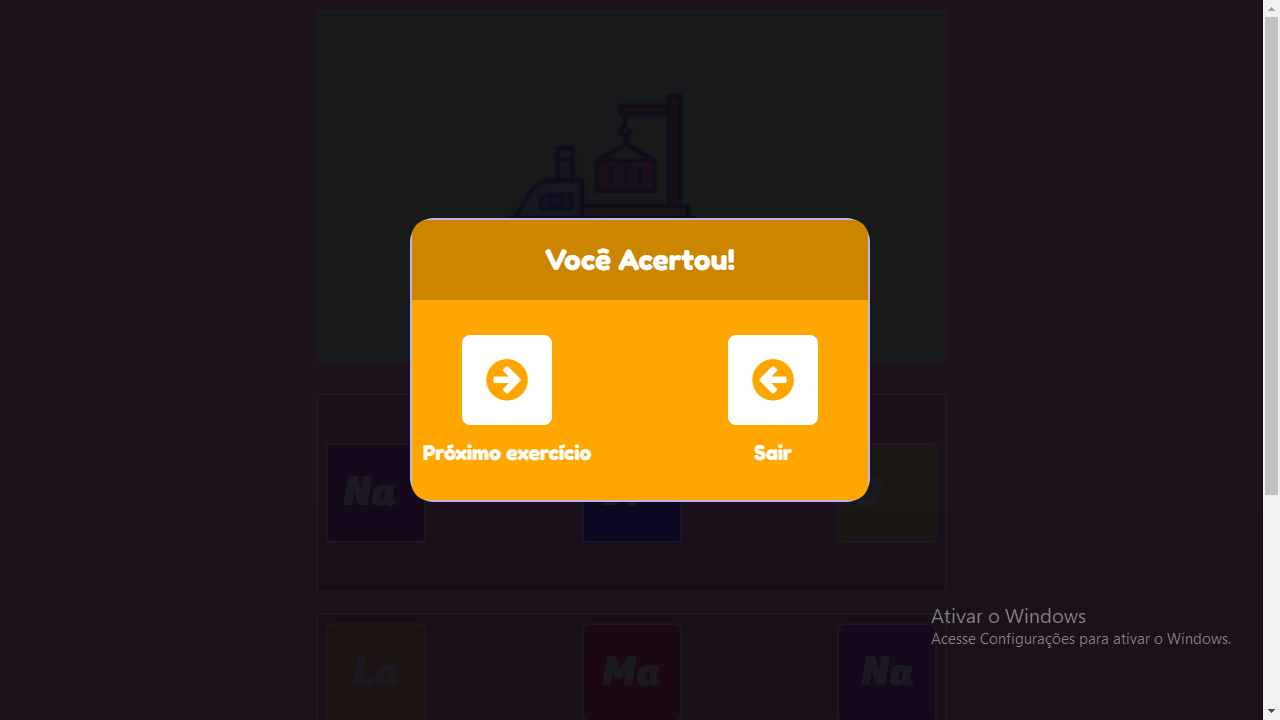 Você Acertou!
Próximo exercício
Sair
Na
Ativar o Windows
Acesse Configurações para ativar o Windows.
La
Ma
Na